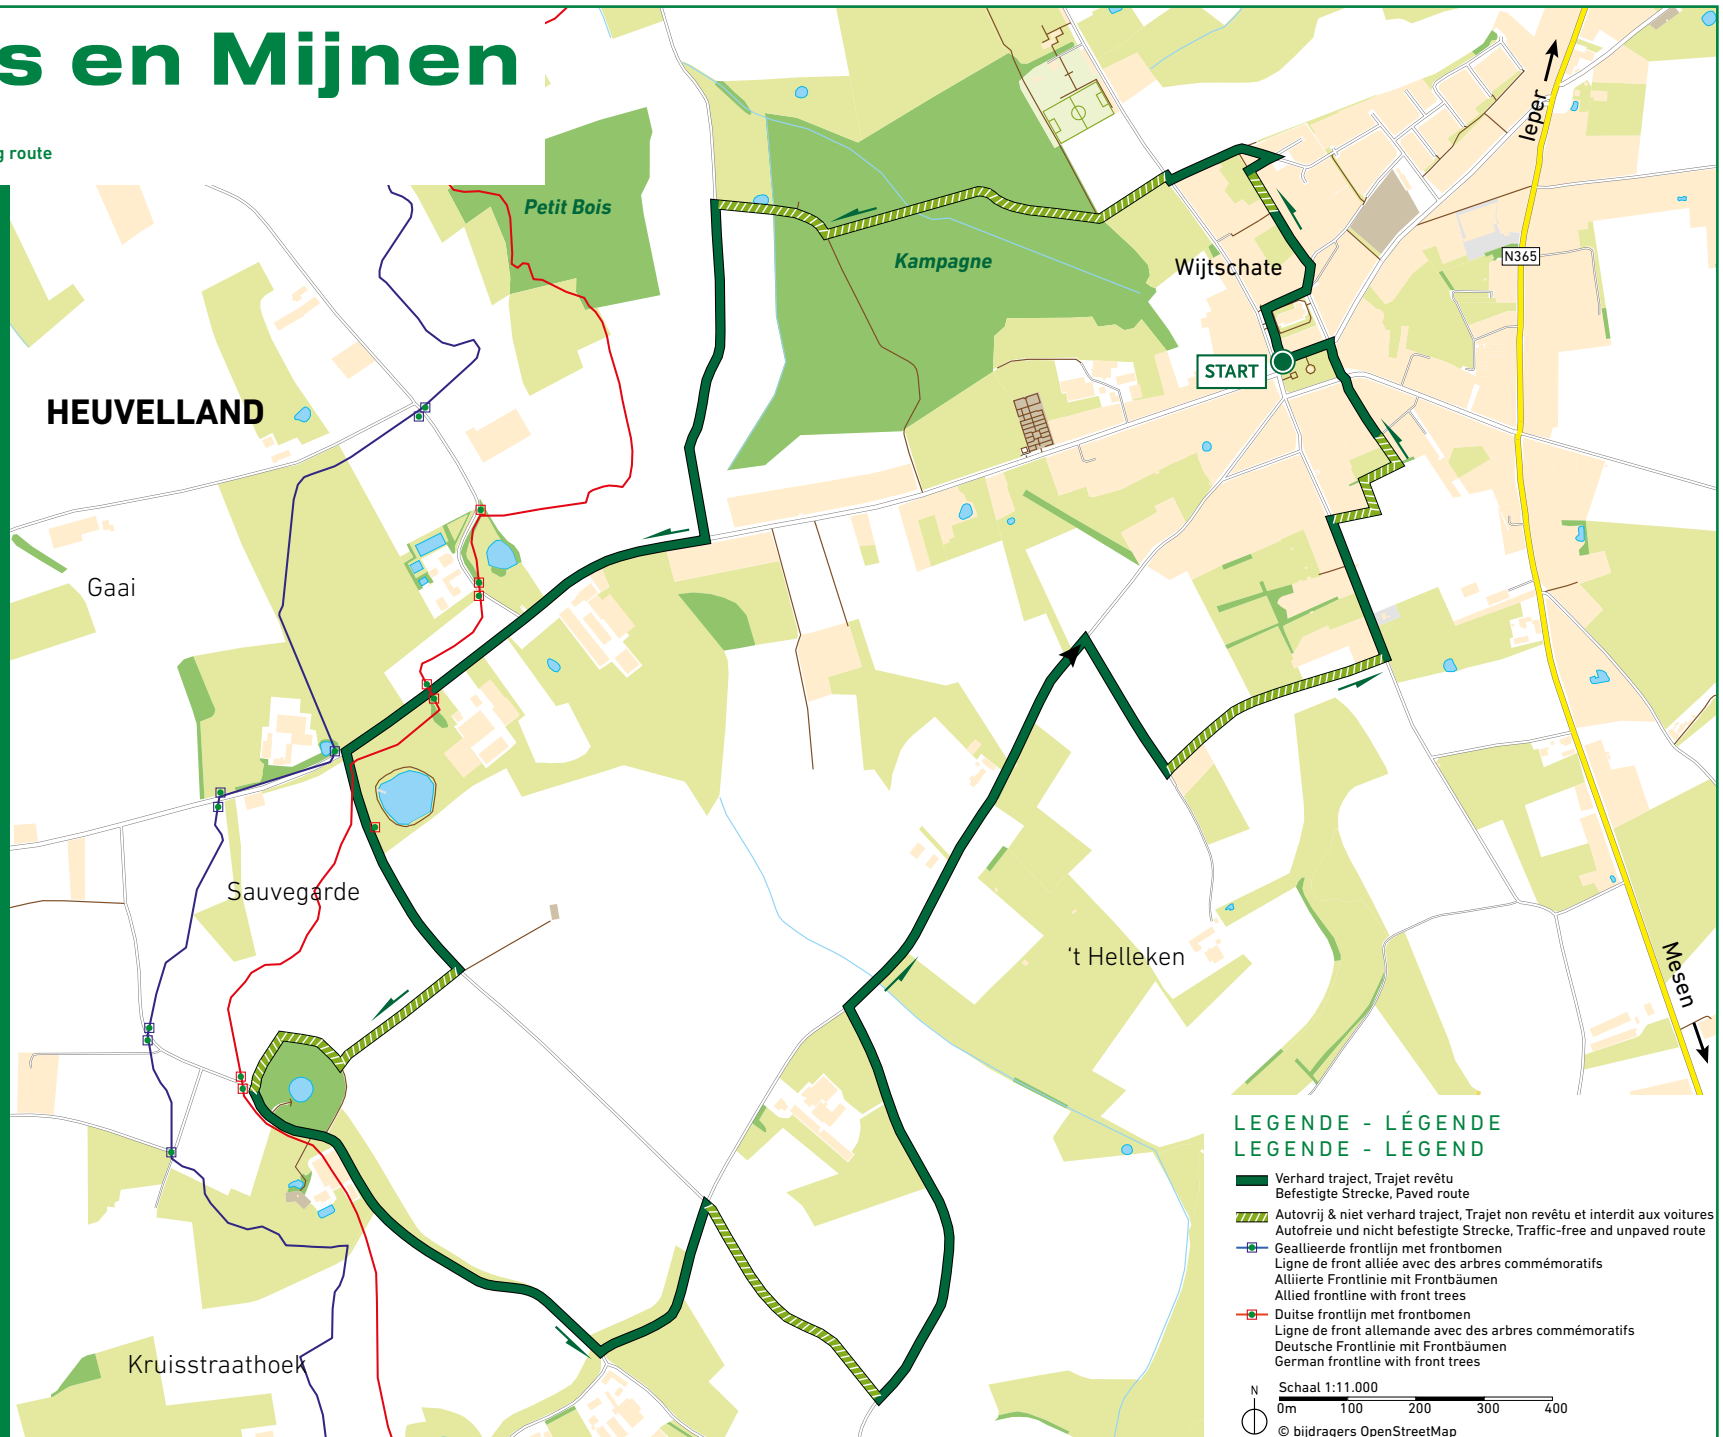 s en Mijnen
g route
Petit Bois
Kampagne
Wijtschate
Ieper
N365
START
HEUVELLAND
Gaai
Sauvegarde
't Helleken
Mesen
Kruisstraathoek
LEGENDE - LÉGENDE
LEGENDE - LEGEND
Verhard traject, Trajet revêtu
Befestigte Strecke, Paved route
Autovrij & niet verhard traject, Trajet non revêtu et interdit aux voitures
Autofreie und nicht befestigte Strecke, Traffic-free and unpaved route
Geallieerde frontlijn met frontbomen
Ligne de front alliée avec des arbres commémoratifs
Alliierte Frontlinie mit Frontbäumen
Allied frontline with front trees
Duitse frontlijn met frontbomen
Ligne de front allemande avec des arbres commémoratifs
Deutsche Frontlinie mit Frontbäumen
German frontline with front trees
N
Schaal 1:11.000
0m 100 200 300 400
© bijdragers OpenStreetMap